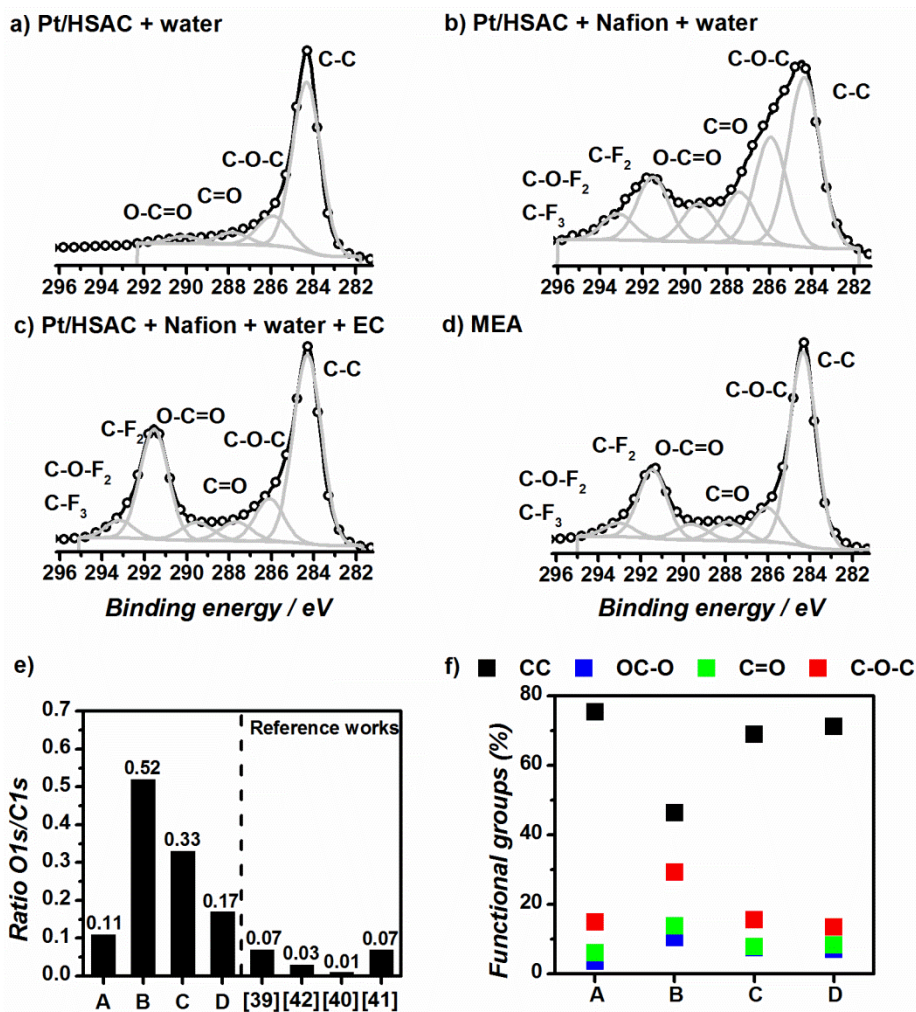 a) Pt/HSAC + water
C-C
C-O-C
C=O
O-C=O
296 294 292 290 288 286 284 282
b) Pt/HSAC + Nafion + water
C-O-C
C-C
C=O
C-F2
O-C=O
C-O-F2
C-F3
296 294 292 290 288 286 284 282
c) Pt/HSAC + Nafion + water + EC
C-C
O-C=O
C-F2
C-O-C
C-O-F2
C=O
C-F3
296 294 292 290 288 286 284 282
Binding energy / eV
d) MEA
C-C
C-O-C
C-F2
O-C=O
C-O-F2
C=O
C-F3
296 294 292 290 288 286 284 282
Binding energy / eV
e)
Ratio O1s/C1s
0.7
0.6
0.5
0.4
0.3
0.2
0.1
0.0
Reference works
0.11
0.52
0.33
0.17
0.07
0.03
0.01
0.07
A B C D [39] [42] [40] [41]
f)
CC OC-O C=O C-O-C
Functional groups (%)
80
60
40
20
0
A B C D